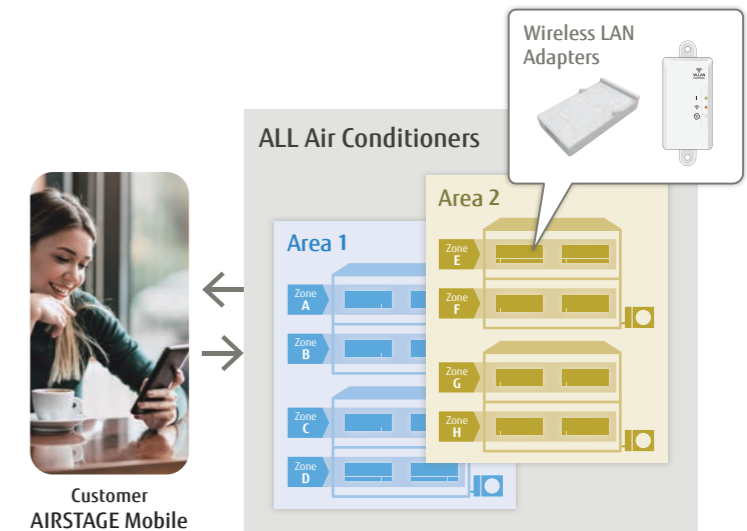 Wireless LAN
Adapters
WLAN
ALL Air Conditioners
Area 2
Area 1
Zone
E
Zone
F
Zone
G
Zone
H
Zone
A
Zone
B
Zone
C
Zone
D
Customer
AIRSTAGE Mobile